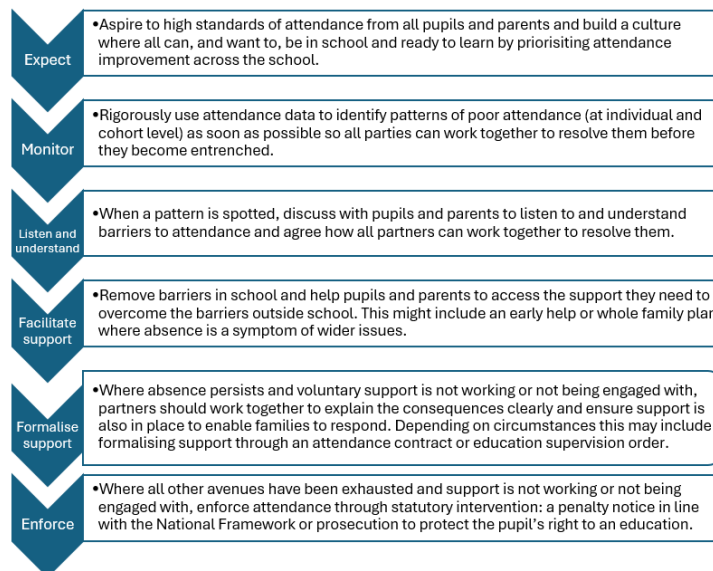 Expect
•Aspire to high standards of attendance from all pupils and parents and build a culture
where all can, and want to, be in school and ready to learn by priorisiting attendance
improvement across the school.
Monitor
•Rigorously use attendance data to identify patterns of poor attendance (at individual and
cohort level) as soon as possible so all parties can work together to resolve them before
they become entrenched.
Listen and
understand
•When a pattern is spotted, discuss with pupils and parents to listen to and understand
barriers to attendance and agree how all partners can work together to resolve them.
Facilitate
support
•Remove barriers in school and help pupils and parents to access the support they need to
overcome the barriers outside school. This might include an early help or whole family plan
where absence is a symptom of wider issues.
Formalise
support
•Where absence persists and voluntary support is not working or not being engaged with,
partners should work together to explain the consequences clearly and ensure support is
also in place to enable families to respond. Depending on circumstances this may include
formalising support through an attendance contract or education supervision order.
Enforce
•Where all other avenues have been exhausted and support is not working or not being
engaged with, enforce attendance through statutory intervention: a penalty notice in line
with the National Framework or prosecution to protect the pupil's right to an education.